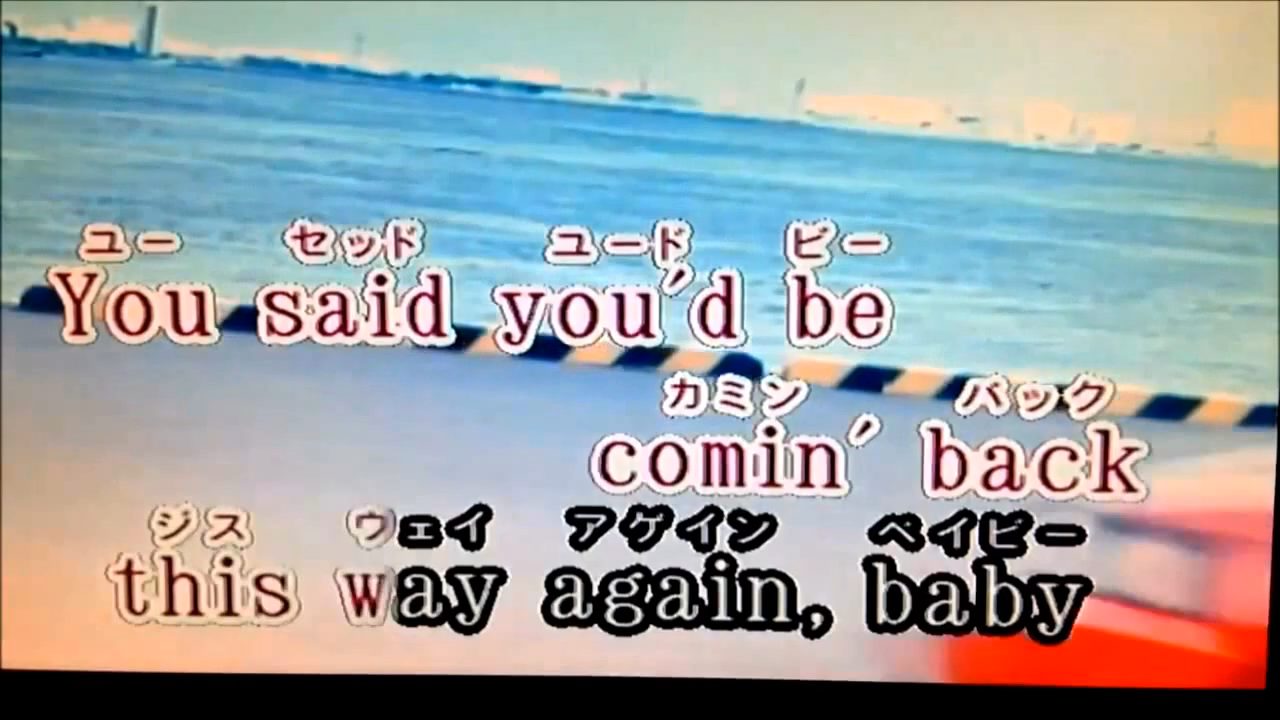 ユー セッド ユード ビー
You said you'd be
カミン バック
comin' back
ジス ウェイ アゲイン ベイビー
this way again, baby